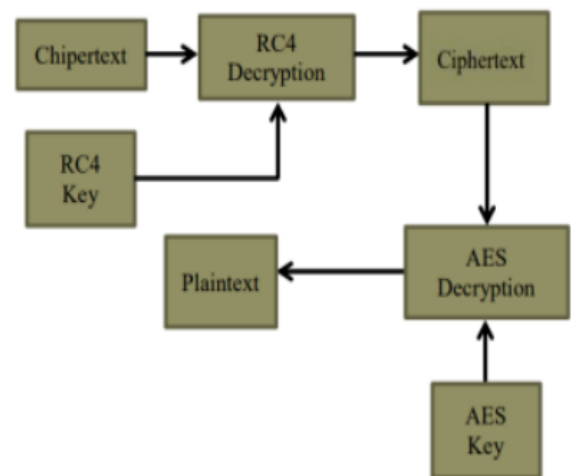 Chipertext
RC4
Decryption
Ciphertext
RC4
Key
Plaintext
AES
Decryption
AES
Key